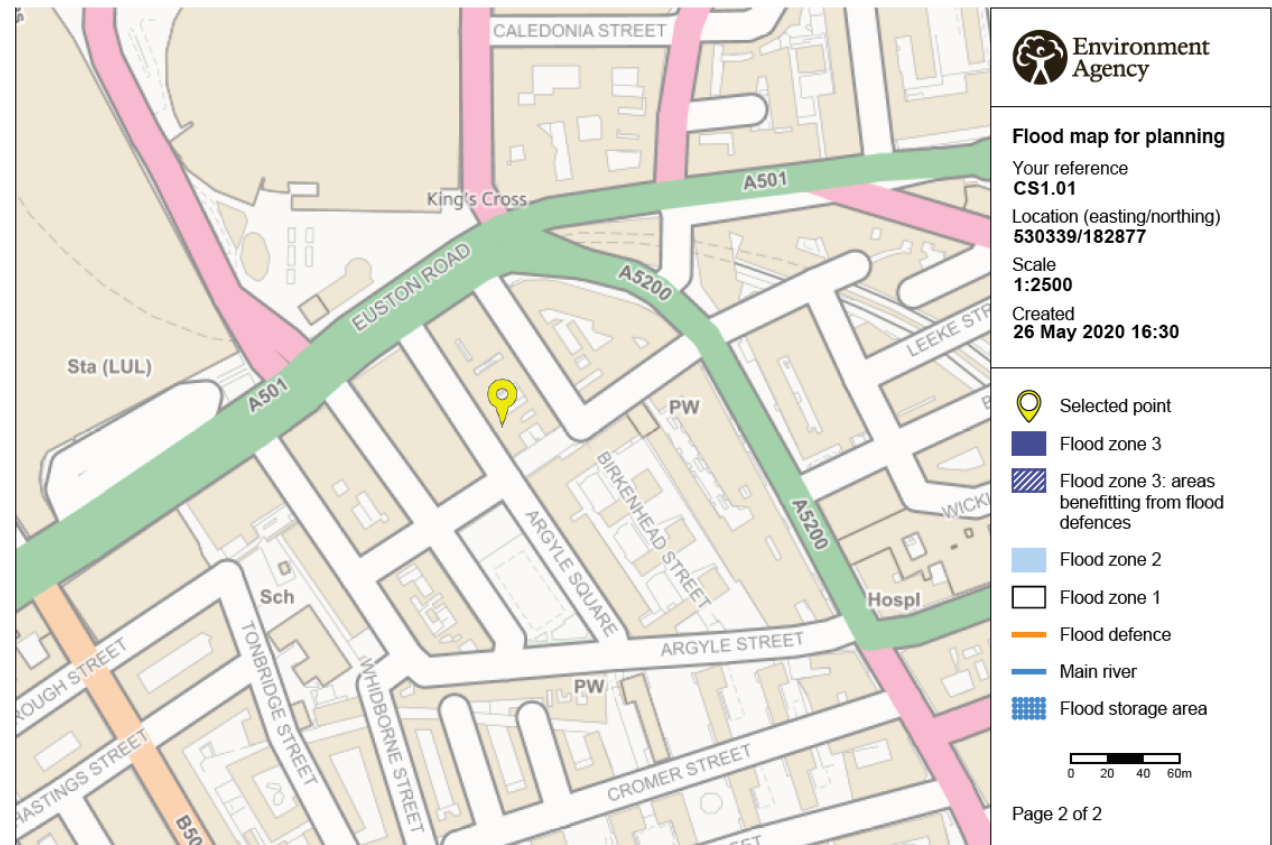 CALEDONIA STREET
King's Cross
A501
EUSTON ROAD
A5200
LEEKE STR
Sta (LUL)
A501
PW
BIRKENHEAD STREET
ARGYLE SQUARE
A5200
WICKL
Sch
Hospl
ARGYLE STREET
ROUGH STREET
TONBRIDGE STREET
WHIDBORNE STREET
PW
HASTINGS STREET
CROMER STREET
B50
Environment
Agency
Flood map for planning
Your reference
CS1.01
Location (easting/northing)
530339/182877
Scale
1:2500
Created
26 May 2020 16:30
Selected point
Flood zone 3
Flood zone 3: areas
benefitting from flood
defences
Flood zone 2
Flood zone 1
Flood defence
Main river
Flood storage area
0 20 40 60m
Page 2 of 2